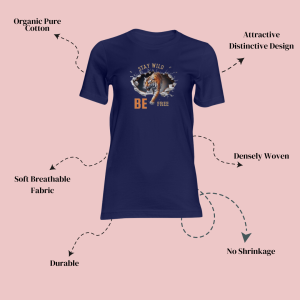 Organic Pure
Cotton
Attractive
Distinctive Design
STAY WILD
BE FREE
Densely Woven
Soft Breathable
Fabric
No Shrinkage
Durable